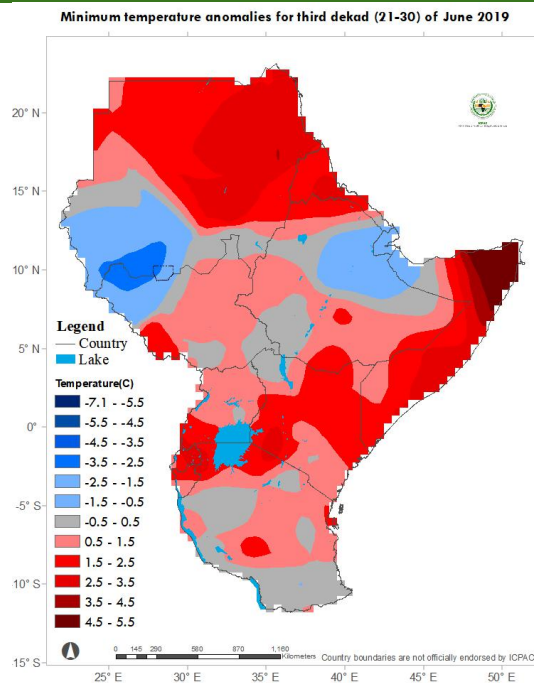 Minimum temperature anomalies for third dekad (21-30) of June 2019
20° N
15° N
10° N
5° N
0°
-5° S
10° S
15° S
25° E
30° E
35° E
40° E
45° E
50° E
Legend
Country
Lake
Temperature(C)
-7.1 - -5.5
-5.5 - -4.5
-4.5 - -3.5
-3.5 - -2.5
-2.5 - -1.5
-1.5 - -0.5
-0.5 - 0.5
0.5 - 1.5
1.5 - 2.5
2.5 - 3.5
3.5 - 4.5
4.5 - 5.5
0 145 290 580 870 1,160
Kilometers
Country boundaries are not officially endorsed by ICPAC